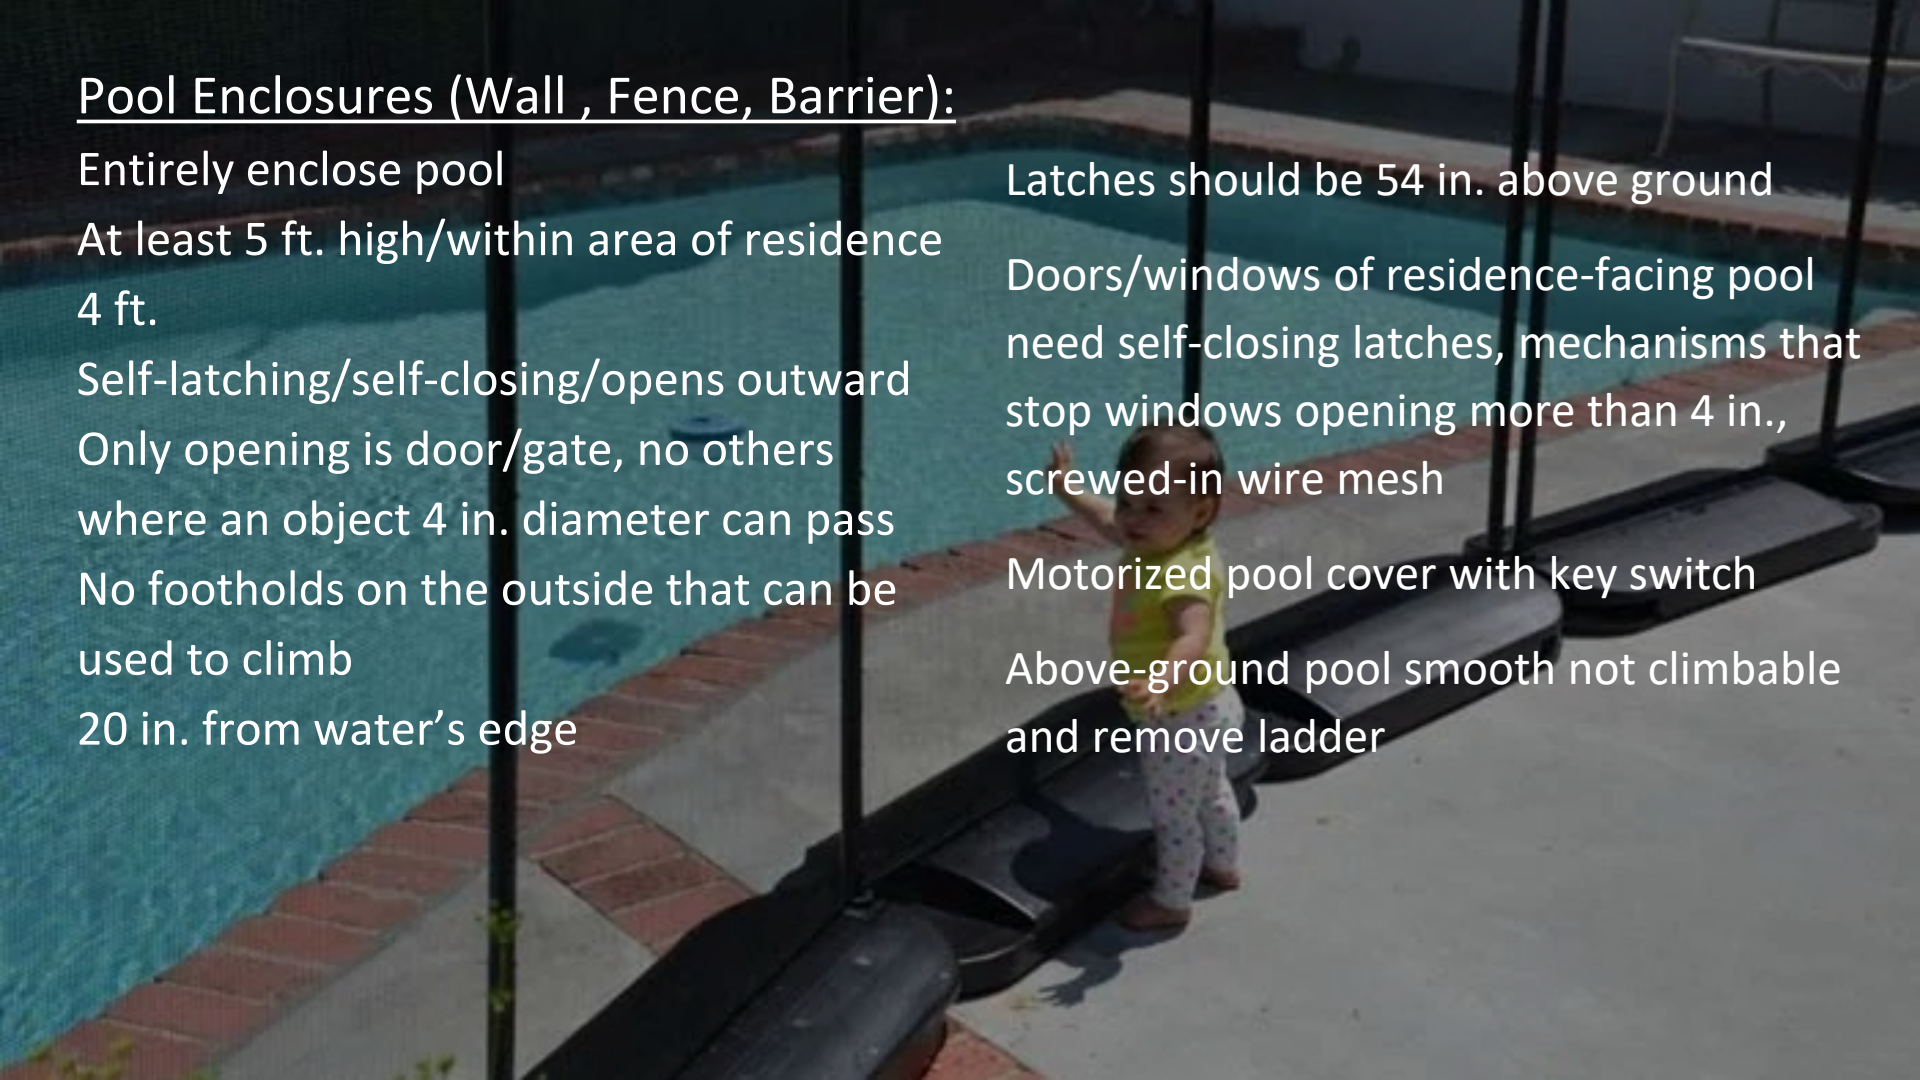 Pool Enclosures (Wall , Fence, Barrier):
Entirely enclose pool
At least 5 ft. high/within area of residence
4 ft.
Self-latching/self-closing/opens outward
Only opening is door/gate, no others
where an object 4 in. diameter can pass
No footholds on the outside that can be
used to climb
20 in. from water’s edge
Latches should be 54 in. above ground
Doors/windows of residence-facing pool
need self-closing latches, mechanisms that
stop windows opening more than 4 in.,
screwed-in wire mesh
Motorized pool cover with key switch
Above-ground pool smooth not climbable
and remove ladder